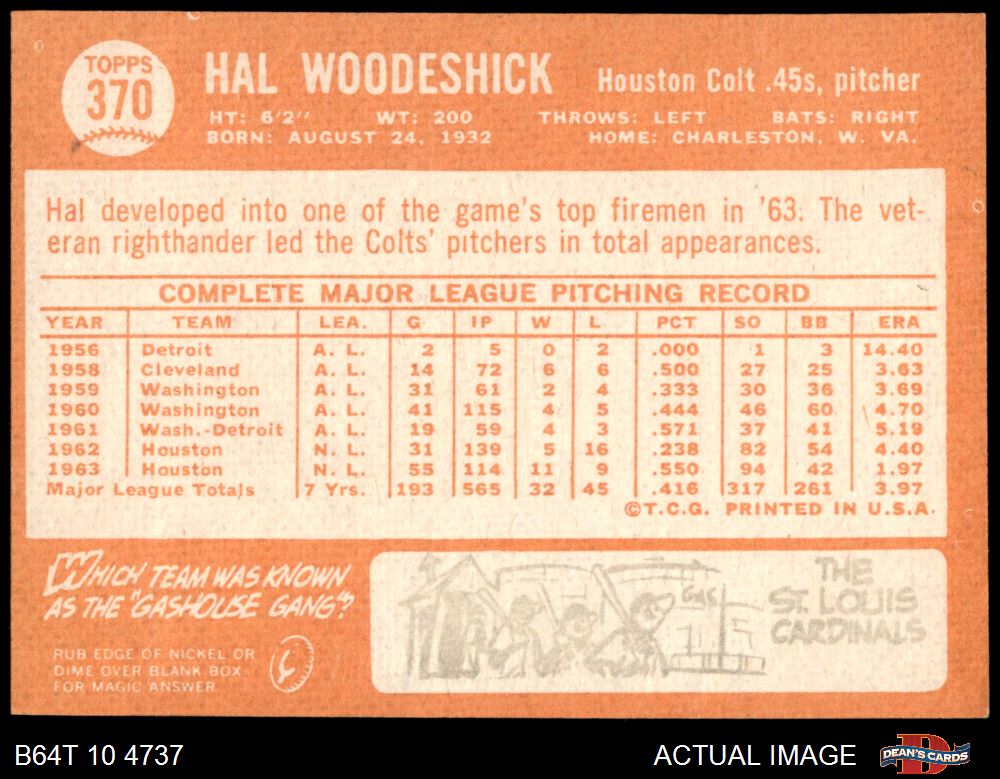 TOPPS
370
HAL WOODESHICK
Houston Colt .45s, pitcher
HT: 6'2" WT: 200 THROWS: LEFT BATS: RIGHT
BORN: AUGUST 24, 1932 HOME: CHARLESTON, W. VA.
Hal developed into one of the game's top firemen in '63. The vet-
eran righthander led the Colts' pitchers in total appearances.
COMPLETE MAJOR LEAGUE PITCHING RECORD
YEAR TEAM LEA. G IP W L PCT SO BB ERA
1956 Detroit A. L. 2 5 0 2 .000 1 3 14.40
1958 Cleveland A. L. 14 72 6 6 .500 27 25 3.63
1959 Washington A. L. 31 61 2 4 .333 30 36 3.69
1960 Washington A. L. 41 115 4 5 .444 46 60 4.70
1961 Wash.-Detroit A. L. 19 59 4 3 .571 37 41 5.19
1962 Houston N. L. 31 139 5 16 .238 82 54 4.40
1963 Houston N. L. 55 114 11 9 .550 94 42 1.97
Major League Totals 7 Yrs. 193 565 32 45 .416 317 261 3.97
©T.C.G. PRINTED IN U.S.A.
WHICH TEAM WAS KNOWN
AS THE "GASHOUSE GANG"?
RUB EDGE OF NICKEL OR
DIME OVER BLANK BOX
FOR MAGIC ANSWER
GAS
THE
ST. LOUIS
CARDINALS
B64T 10 4737
ACTUAL IMAGE
D
DEAN'S CARDS